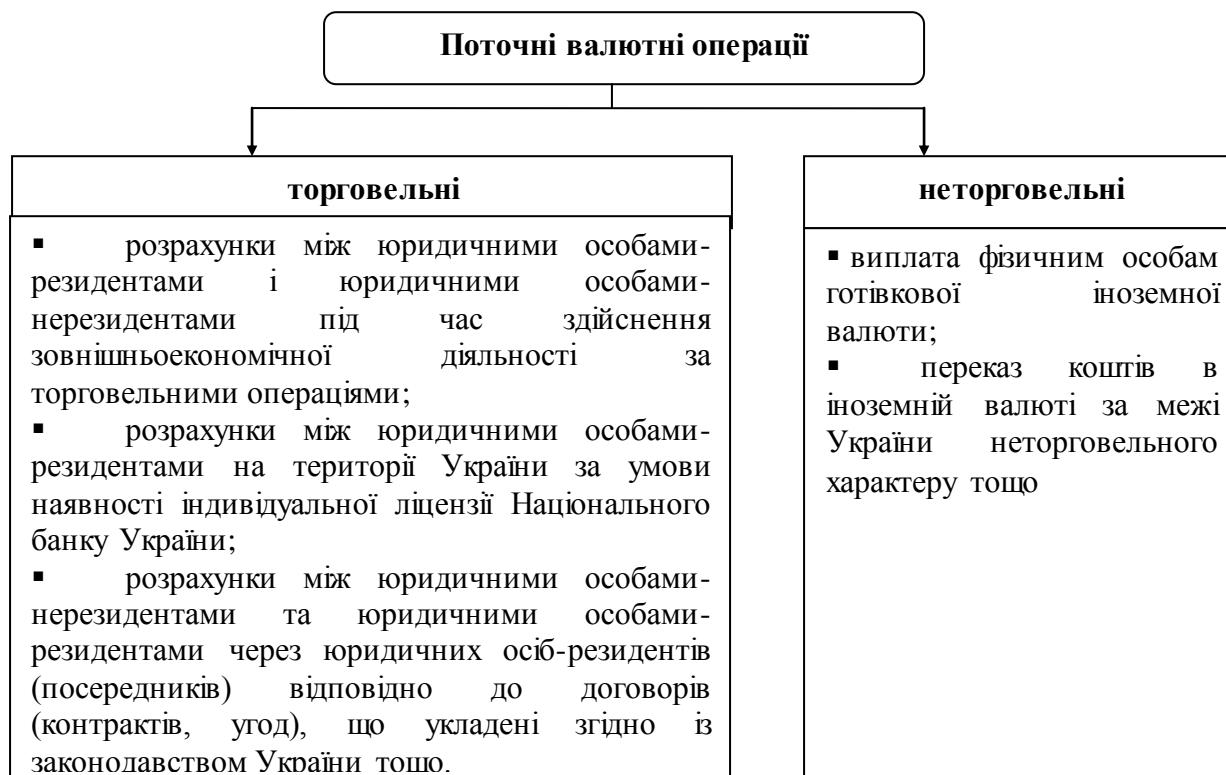 Поточні валютні операції
торговельні
▪ розрахунки між юридичними особами-
резидентами і юридичними особами-
нерезидентами під час здійснення
зовнішньоекономічної діяльності за
торговельними операціями;
▪ розрахунки між юридичними особами-
резидентами на території України за умови
наявності індивідуальної ліцензії Національного
банку України;
▪ розрахунки між юридичними особами-
нерезидентами та юридичними особами-
резидентами через юридичних осіб-резидентів
(посередників) відповідно до договорів
(контрактів, угод), що укладені згідно із
законодавством України тощо.
неторговельні
▪ виплата фізичним особам
готівкової іноземної
валюти;
▪ переказ коштів в
іноземній валюті за межі
України неторговельного
характеру тощо